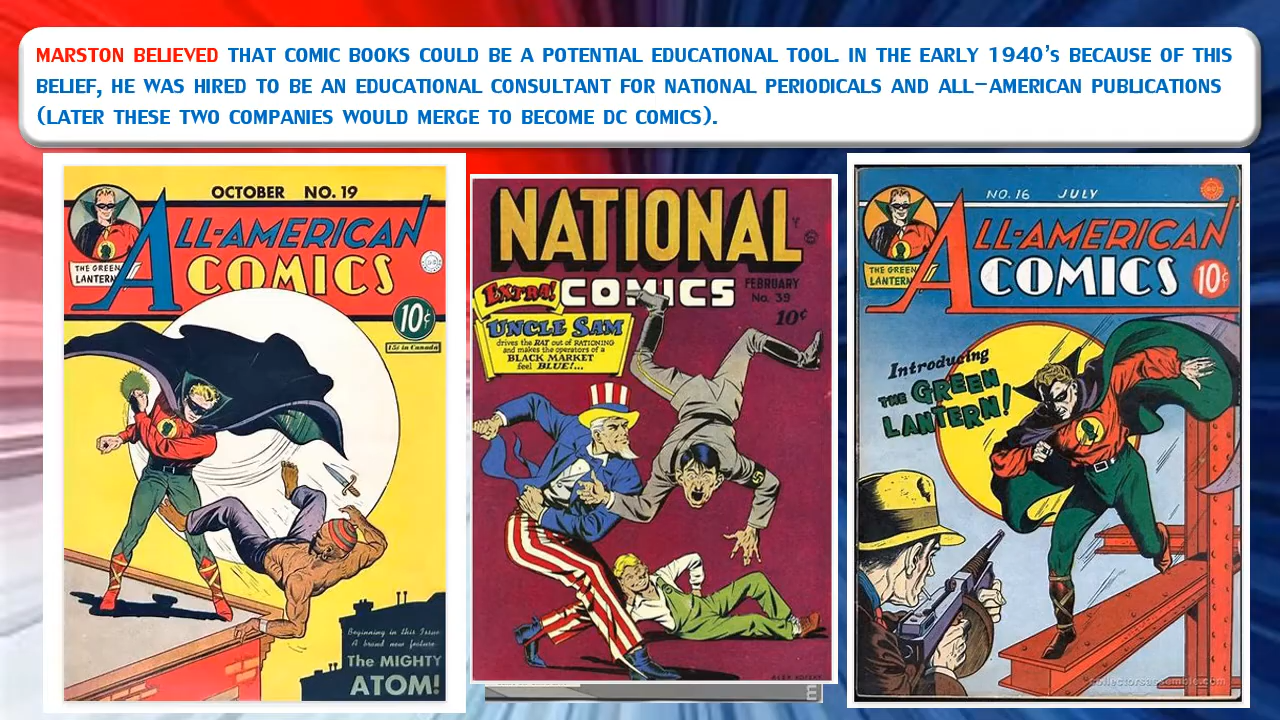 MARSTON BELIEVED THAT COMIC BOOKS COULD BE A POTENTIAL EDUCATIONAL TOOL. IN THE EARLY 1940's BECAUSE OF THIS
BELIEF, HE WAS HIRED TO BE AN EDUCATIONAL CONSULTANT FOR NATIONAL PERIODICALS AND ALL-AMERICAN PUBLICATIONS
(LATER THESE TWO COMPANIES WOULD MERGE TO BECOME DC COMICS).
OCTOBER NO. 19
ALL-AMERICAN
COMICS
THE GREEN
LANTERN
10¢
15¢ in Canada
Beginning in this Issue
A brand new feature
The MIGHTY
ATOM!
NATIONAL
COMICS
FEBRUARY
No. 39
10¢
EXTRA!
UNCLE SAM
drives the RAT out of RATIONING
and makes the operators of a
BLACK MARKET
feel BLUE!...
NO. 16 JULY
ALL-AMERICAN
COMICS
THE GREEN
LANTERN
10¢
Introducing
THE GREEN
LANTERN!
collectorsassemble.com